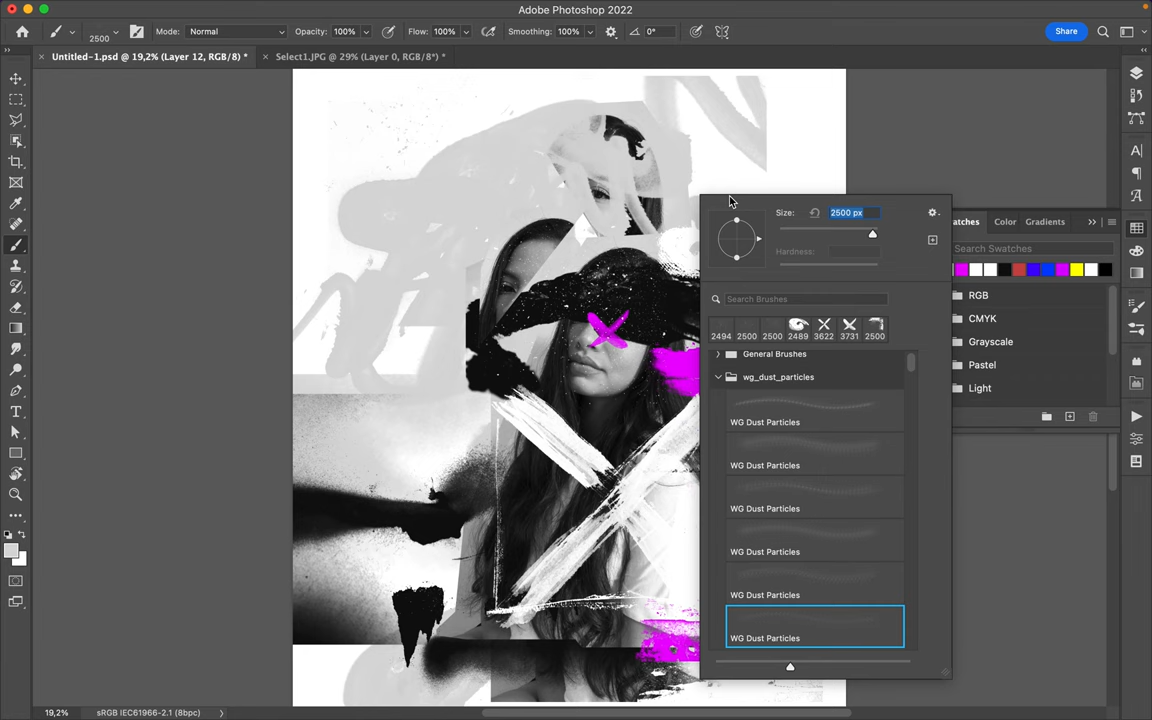 Adobe Photoshop 2022
2500
Mode: Normal
Opacity: 100%
Flow: 100%
Smoothing: 100%
0°
Share
Untitled-1.psd @ 19,2% (Layer 12, RGB/8) *
Select1.JPG @ 29% (Layer 0, RGB/8*) *
Size: 2500 px
Hardness:
Search Brushes
2494 2500 2500 2489 3622 3731 2500
General Brushes
wg_dust_particles
WG Dust Particles
WG Dust Particles
WG Dust Particles
WG Dust Particles
WG Dust Particles
WG Dust Particles
atches Color Gradients
Search Swatches
RGB
CMYK
Grayscale
Pastel
Light
19,2% sRGB IEC61966-2.1 (8bpc)